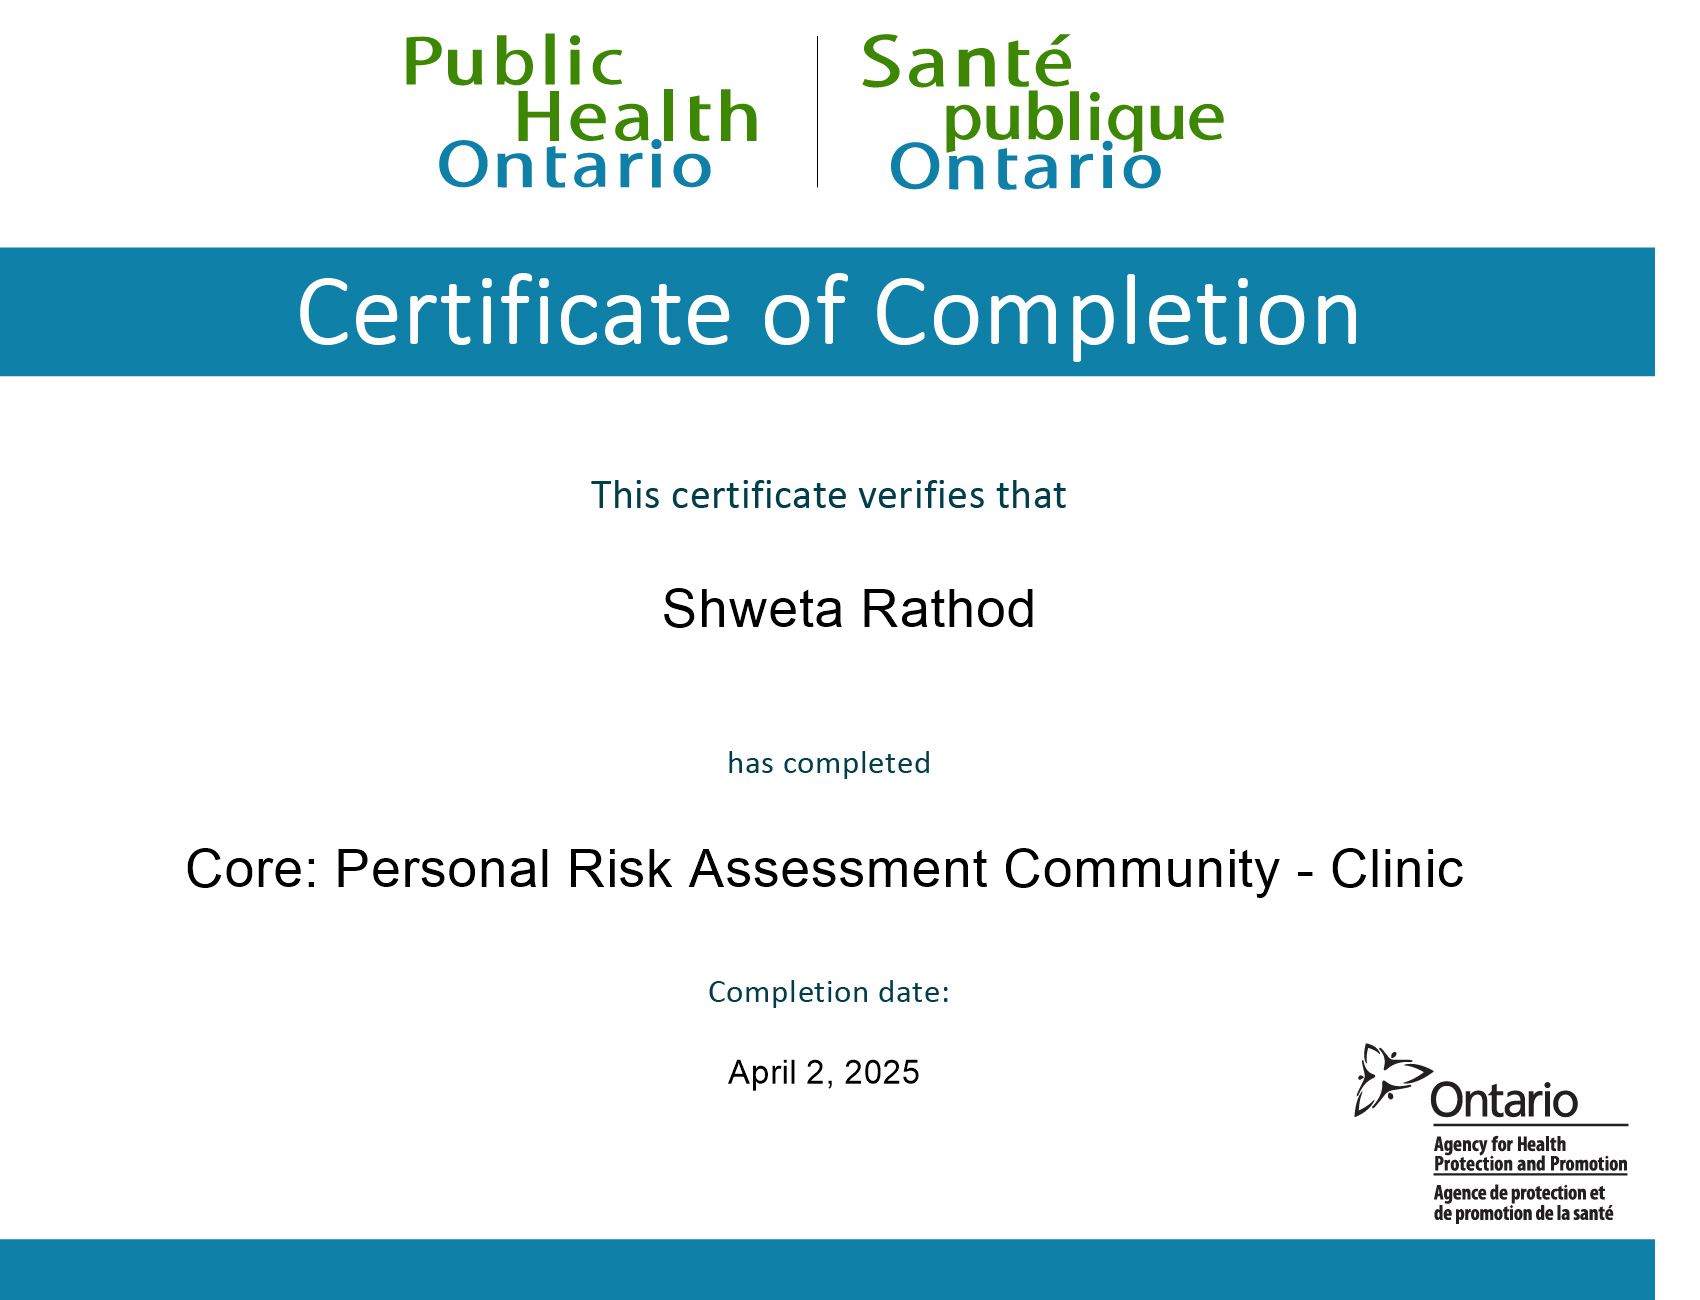 Public
Health
Ontario
Santé
publique
Ontario
Certificate of Completion
This certificate verifies that
Shweta Rathod
has completed
Core: Personal Risk Assessment Community - Clinic
Completion date:
April 2, 2025
Ontario
Agency for Health
Protection and Promotion
Agence de protection et
de promotion de la santé